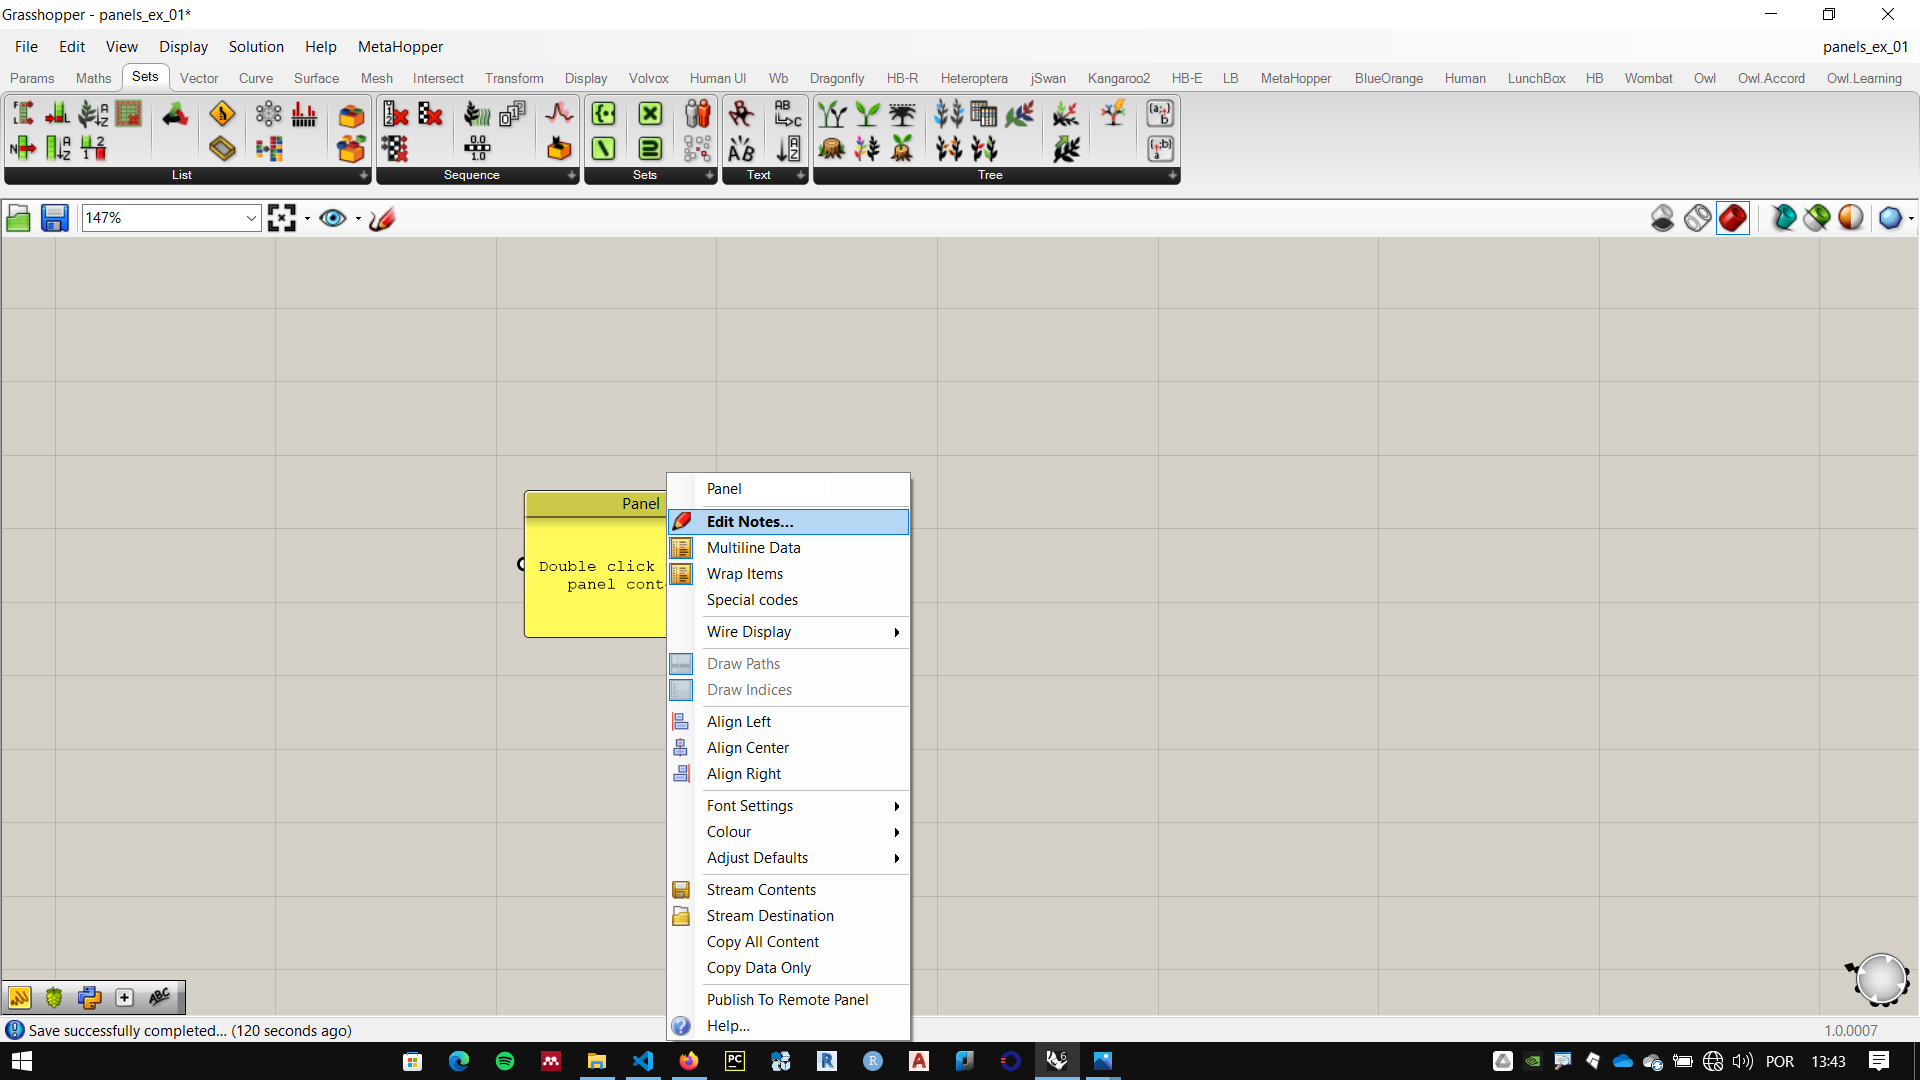 Grasshopper - panels_ex_01*
File Edit View Display Solution Help MetaHopper panels_ex_01
Params Maths Sets Vector Curve Surface Mesh Intersect Transform Display Volvox Human UI Wb Dragonfly HB-R Heteroptera jSwan Kangaroo2 HB-E LB MetaHopper BlueOrange Human LunchBox HB Wombat Owl Owl.Accord Owl.Learning
List Sequence Sets Text Tree
147%
Panel
Double click
panel cont
Panel
Edit Notes...
Multiline Data
Wrap Items
Special codes
Wire Display
Draw Paths
Draw Indices
Align Left
Align Center
Align Right
Font Settings
Colour
Adjust Defaults
Stream Contents
Stream Destination
Copy All Content
Copy Data Only
Publish To Remote Panel
Help...
ABC
Save successfully completed... (120 seconds ago) 1.0.0007
POR 13:43